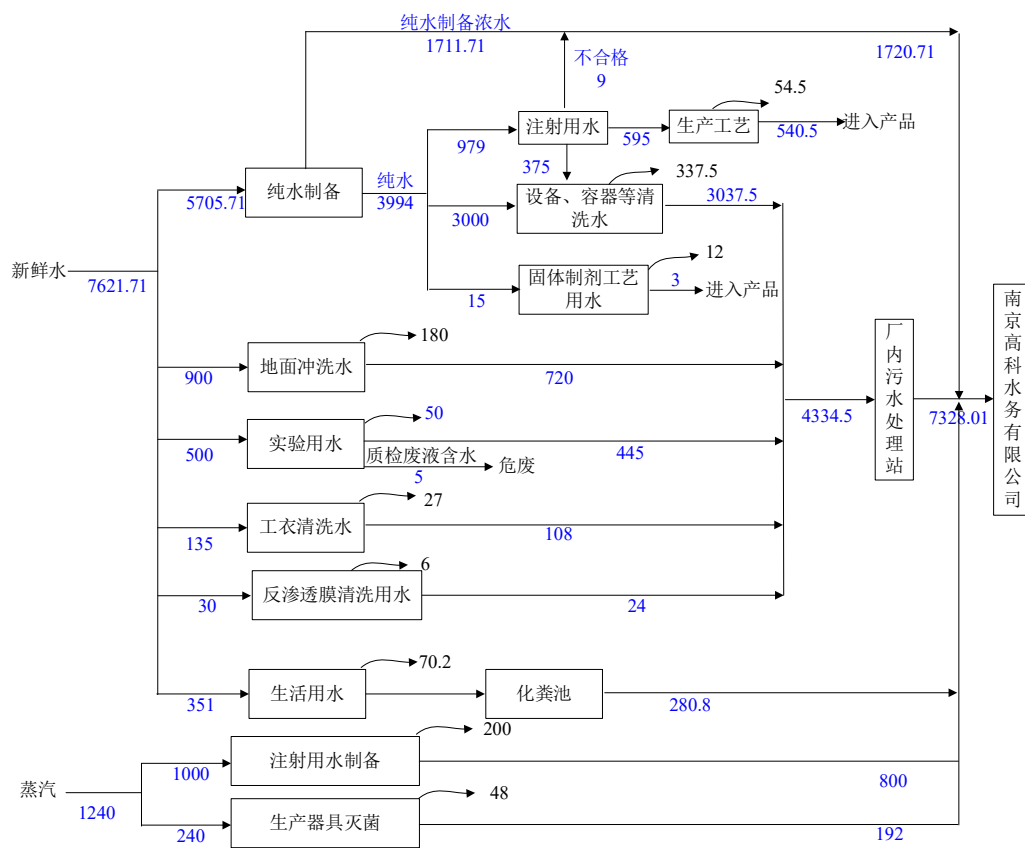 纯水制备浓水
1711.71
1720.71
不合格
9
54.5
注射用水
生产工艺
进入产品
979
595
540.5
375
337.5
纯水制备
纯水
5705.71
3994
设备、容器等清
洗水
3000
3037.5
新鲜水
7621.71
12
固体制剂工艺
用水
15
3
进入产品
180
地面冲洗水
900
720
50
实验用水
500
445
质检废液含水
5
危废
27
工衣清洗水
135
108
6
反渗透膜清洗用水
30
24
4334.5
厂内污水处理站
7328.01
南京高科水务有限公司
70.2
生活用水
351
化粪池
280.8
200
注射用水制备
1000
800
蒸汽
1240
48
生产器具灭菌
240
192